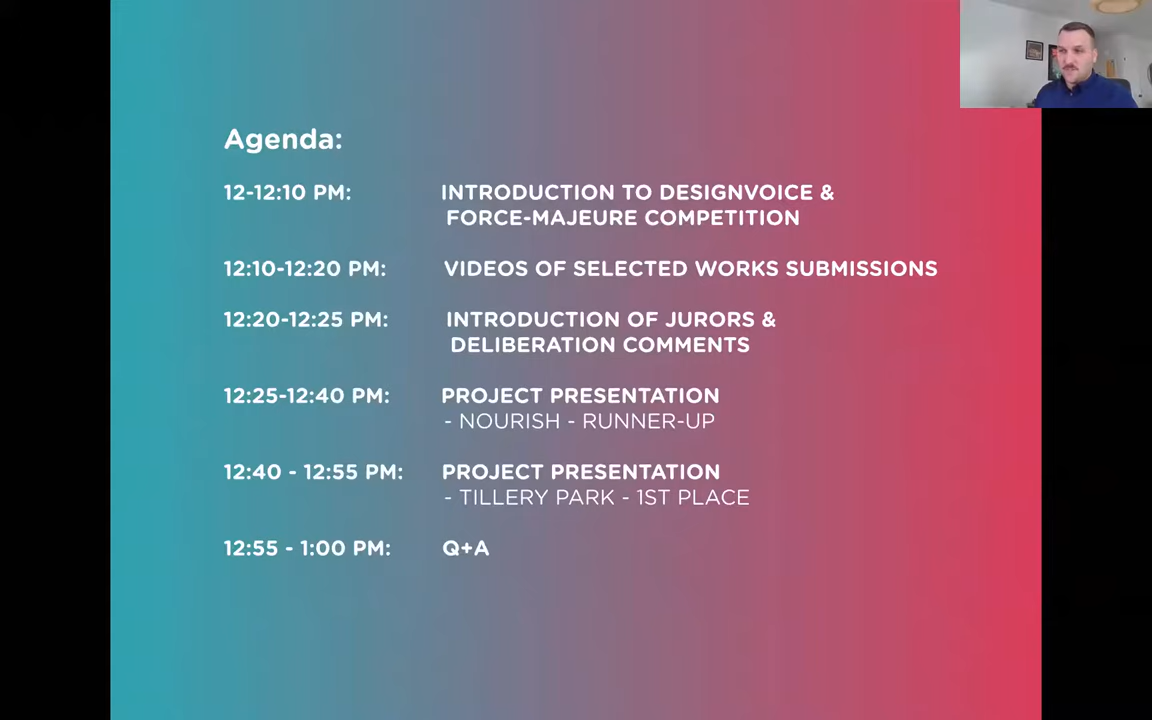 Agenda:
12-12:10 PM: INTRODUCTION TO DESIGNVOICE &
FORCE-MAJEURE COMPETITION
12:10-12:20 PM: VIDEOS OF SELECTED WORKS SUBMISSIONS
12:20-12:25 PM: INTRODUCTION OF JURORS &
DELIBERATION COMMENTS
12:25-12:40 PM: PROJECT PRESENTATION
- NOURISH - RUNNER-UP
12:40 - 12:55 PM: PROJECT PRESENTATION
- TILLERY PARK - 1ST PLACE
12:55 - 1:00 PM: Q+A